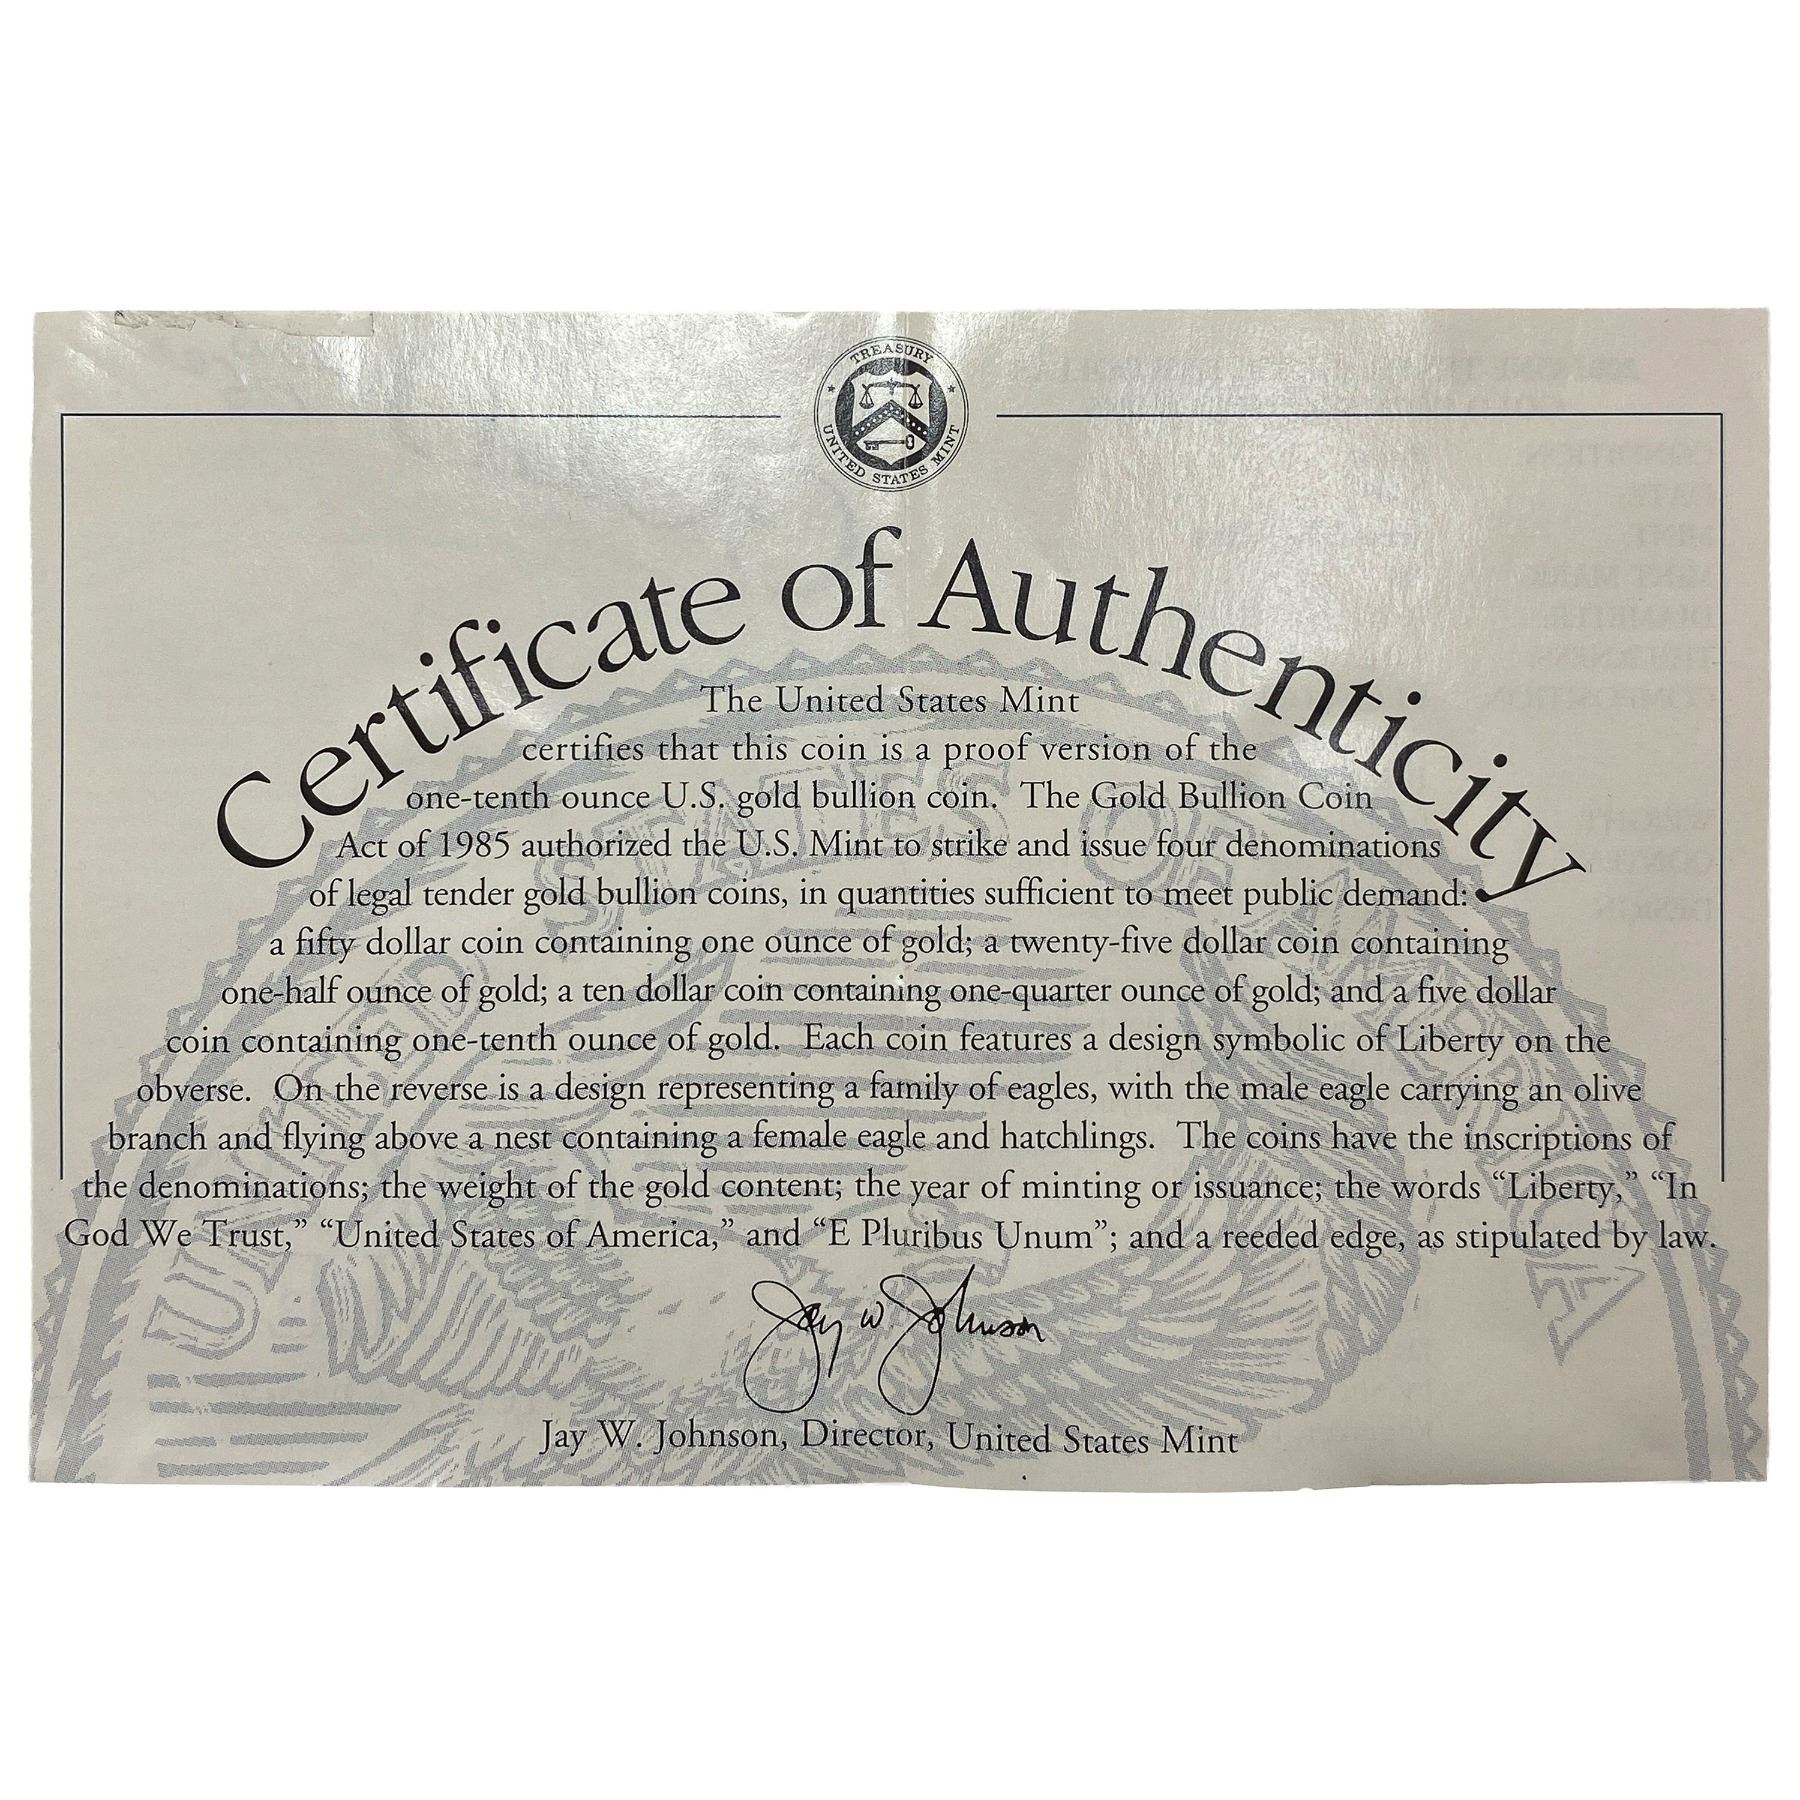 TREASURY
UNITED STATES MINT
Certificate of Authenticity
The United States Mint
certifies that this coin is a proof version of the
one-tenth ounce U.S. gold bullion coin.  The Gold Bullion Coin
Act of 1985 authorized the U.S. Mint to strike and issue four denominations
of legal tender gold bullion coins, in quantities sufficient to meet public demand:
a fifty dollar coin containing one ounce of gold; a twenty-five dollar coin containing
one-half ounce of gold; a ten dollar coin containing one-quarter ounce of gold; and a five dollar
coin containing one-tenth ounce of gold.  Each coin features a design symbolic of Liberty on the
obverse.  On the reverse is a design representing a family of eagles, with the male eagle carrying an olive
branch and flying above a nest containing a female eagle and hatchlings.  The coins have the inscriptions of
the denominations; the weight of the gold content; the year of minting or issuance; the words “Liberty,” “In
God We Trust,” “United States of America,” and “E Pluribus Unum”; and a reeded edge, as stipulated by law.
UNITED STATES OF AMERICA
Jay W Johnson
Jay W. Johnson, Director, United States Mint